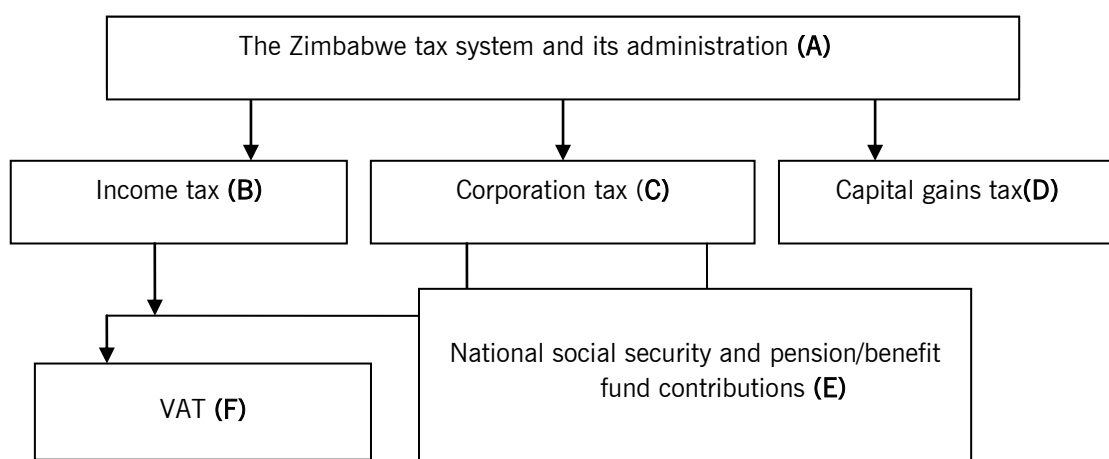 The Zimbabwe tax system and its administration (A)
Income tax (B)
Corporation tax (C)
Capital gains tax(D)
National social security and pension/benefit
fund contributions (E)
VAT (F)